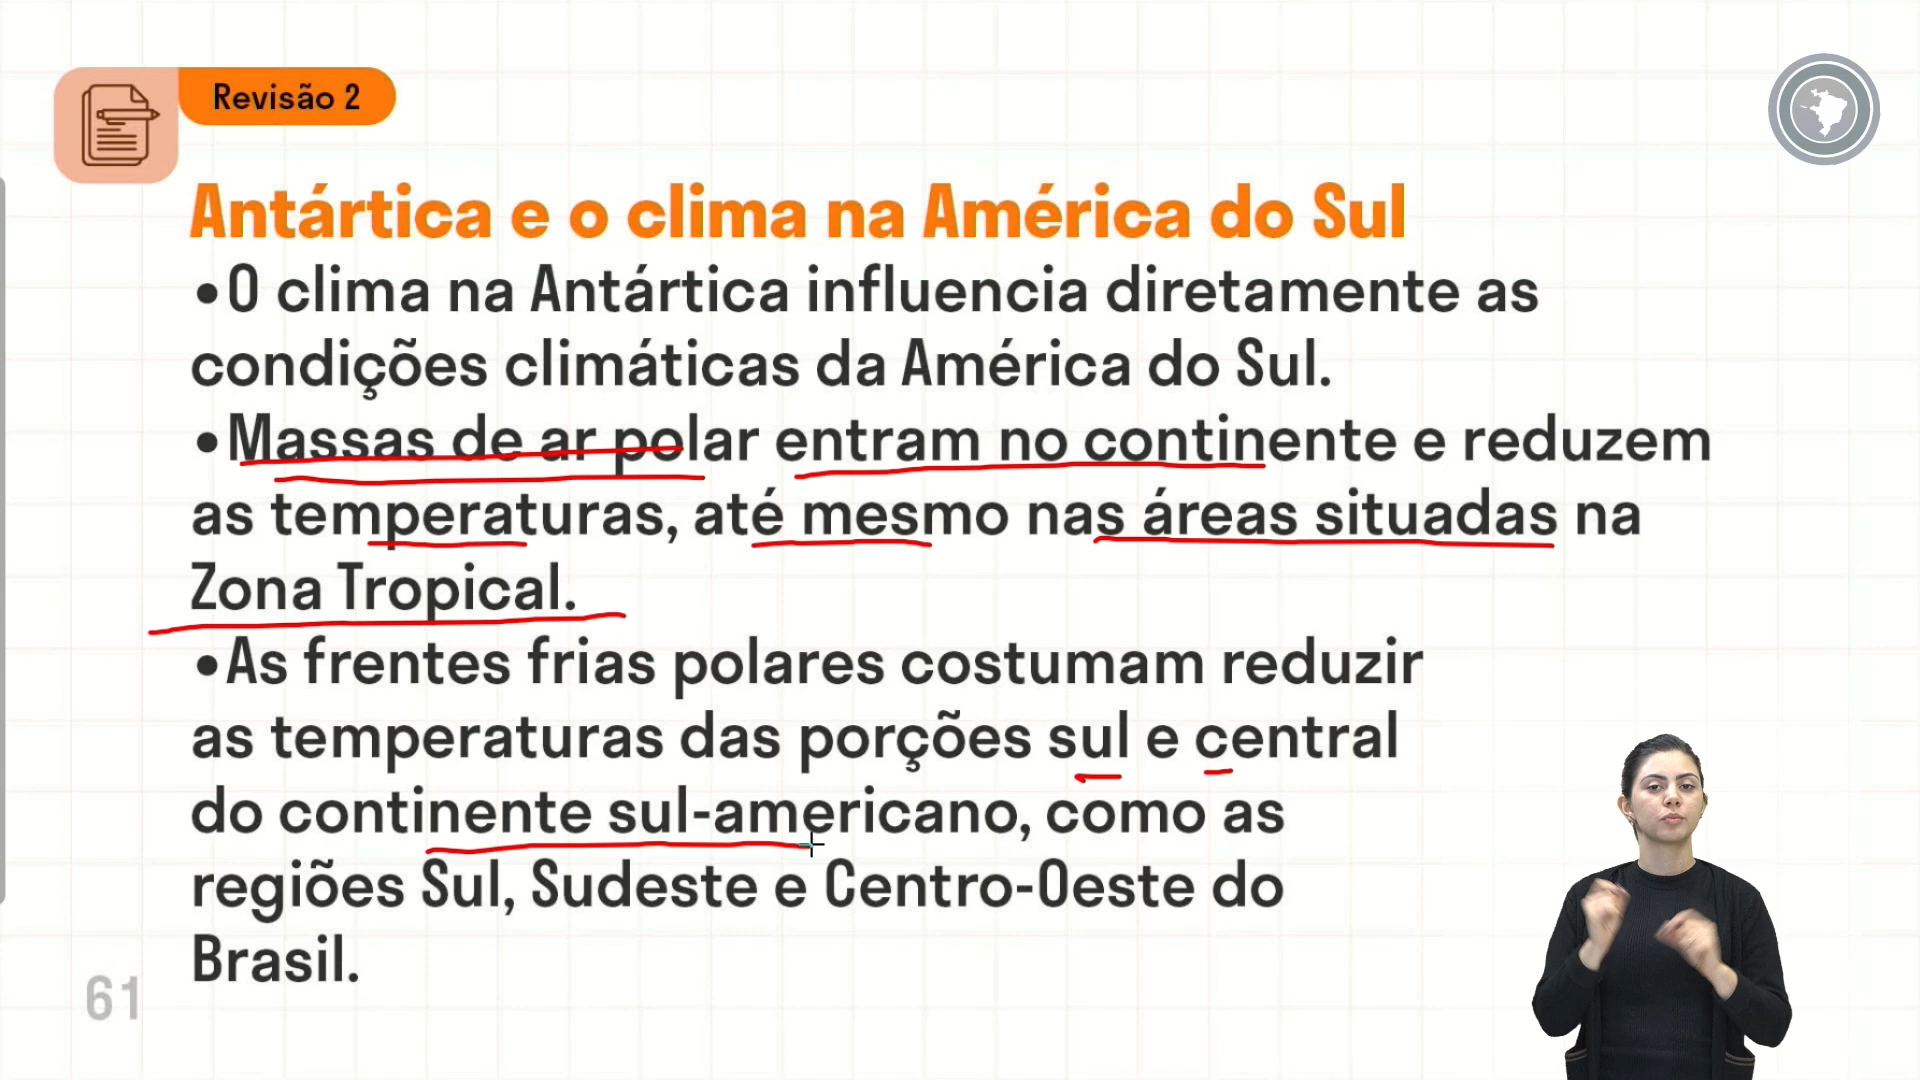 Revisão 2
Antártica e o clima na América do Sul
•O clima na Antártica influencia diretamente as
condições climáticas da América do Sul.
•Massas de ar polar entram no continente e reduzem
as temperaturas, até mesmo nas áreas situadas na
Zona Tropical.
•As frentes frias polares costumam reduzir
as temperaturas das porções sul e central
do continente sul-americano, como as
regiões Sul, Sudeste e Centro-Oeste do
Brasil.
61